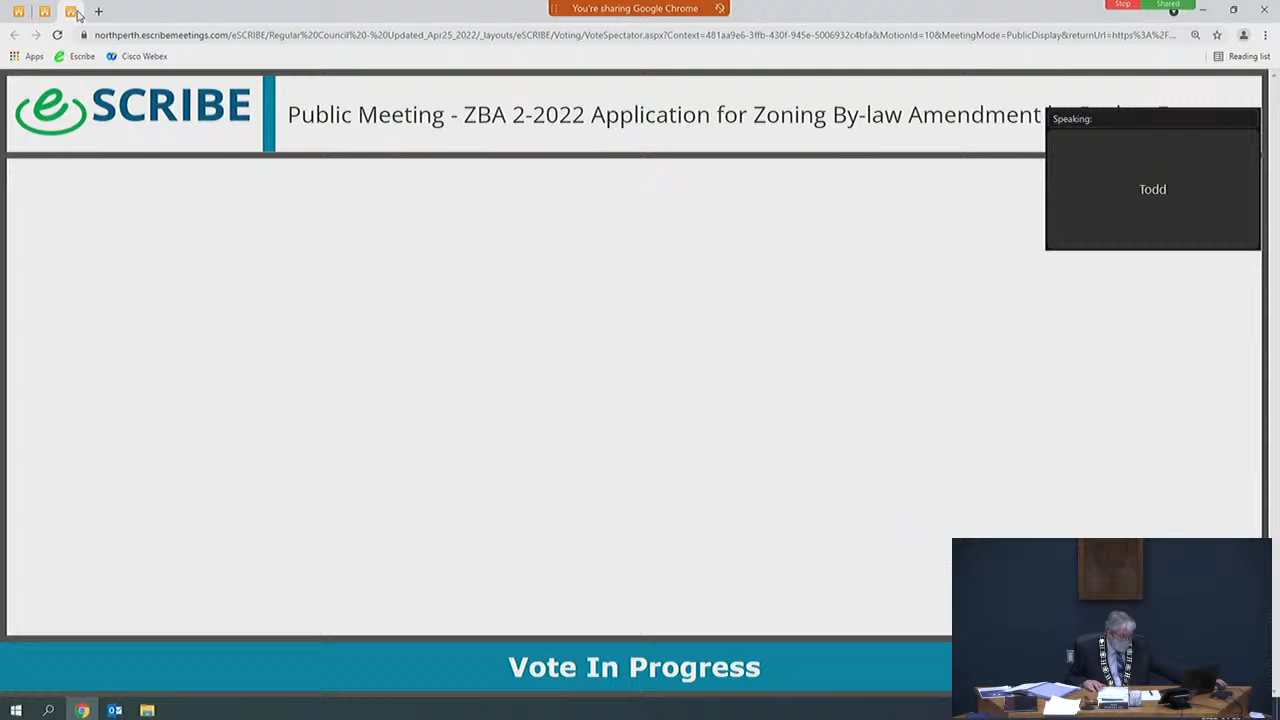 You're sharing Google Chrome
Stop
Shared
northperth.escribemeetings.com/eSCRIBE/Regular%20Council%20-%20Updated_Apr25_2022/_layouts/eSCRIBE/Voting/VoteSpectator.aspx?Context=481aa9e6-3ffb-430f-945e-5006932c4bfa&MotionId=10&MeetingMode=PublicDisplay&returnUrl=https%3A%2F...
Apps
Escribe
Cisco Webex
Reading list
eSCRIBE
Public Meeting - ZBA 2-2022 Application for Zoning By-law Amendment
Speaking:
Todd
Vote In Progress